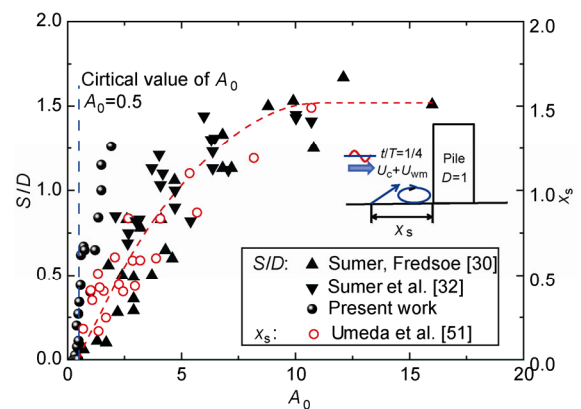 2.0
2.0
Cirtical value of A₀
A₀=0.5
1.5
1.5
t/T=1/4
Uc+Uwm
Pile
D=1
S/D
1.0
1.0
xs
xs
S/D:
Sumer, Fredsoe [30]
Sumer et al. [32]
Present work
xs:
Umeda et al. [51]
0.5
0.5
0.0
0.0
0
5
10
15
20
A₀